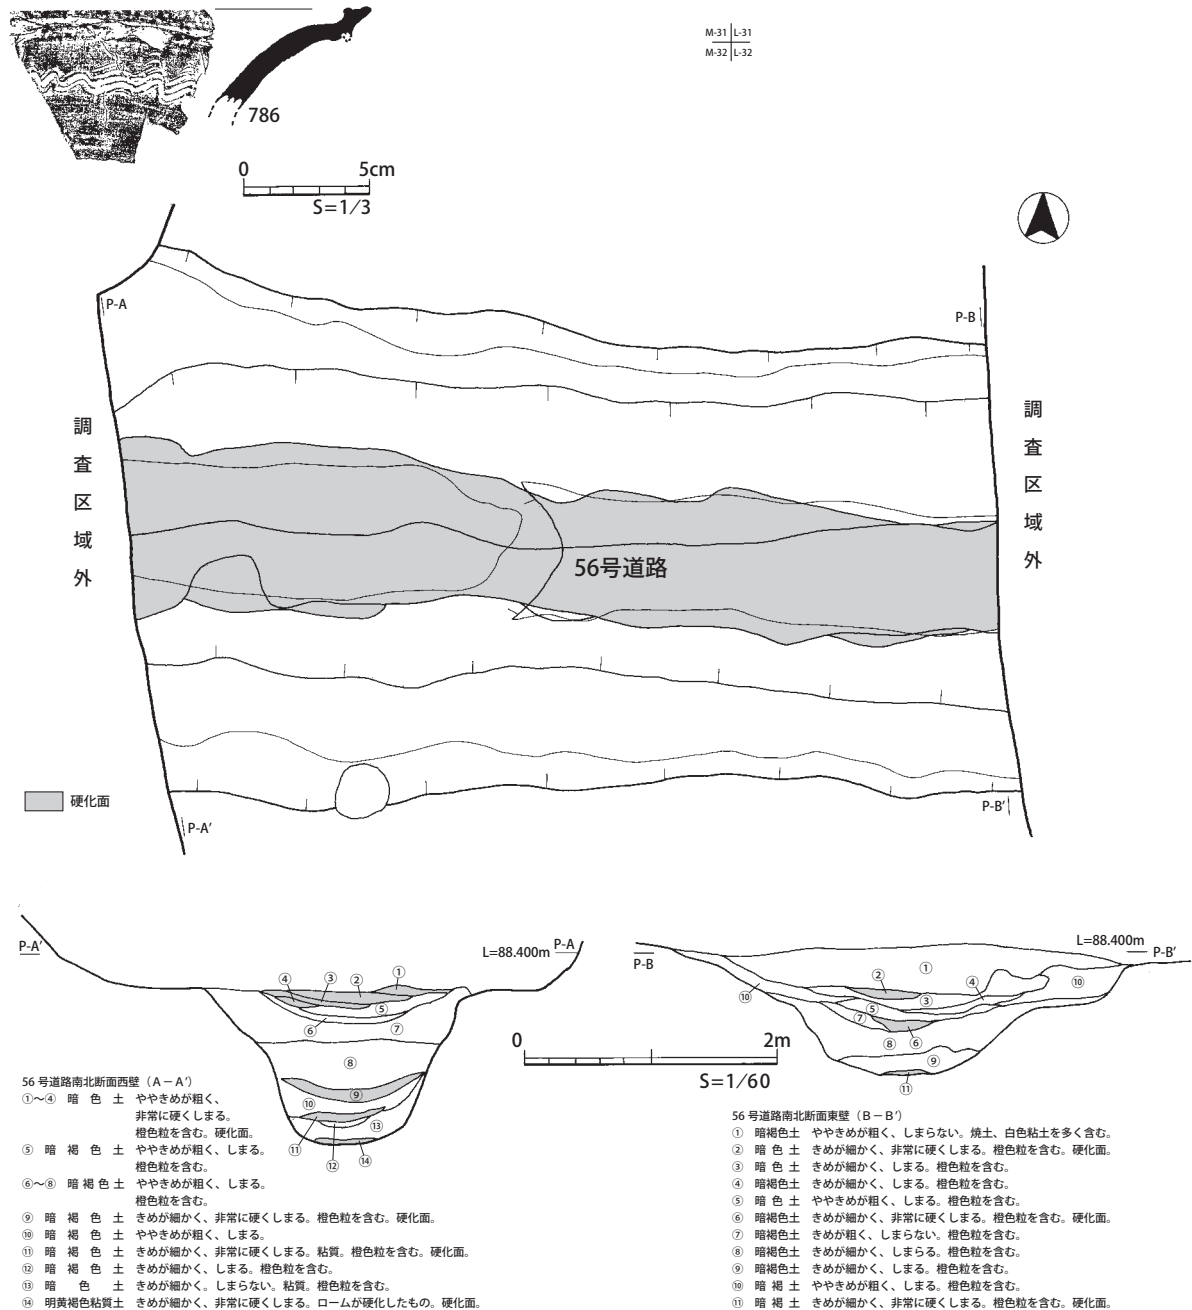 786
0 5cm
S=1/3
M-31 L-31
M-32 L-32
P-A
P-B
調査区域外
調査区域外
56号道路
硬化面
P-A′
P-B′
P-A′
L=88.400m
P-A
P-B
L=88.400m
P-B′
① ② ③ ④ ⑤ ⑥ ⑦ ⑧ ⑨ ⑩ ⑪ ⑫ ⑬ ⑭
① ② ③ ④ ⑤ ⑥ ⑦ ⑧ ⑨ ⑩ ⑩ ⑪
0 2m
S=1/60
56号道路南北断面西壁(A-A′)
①~④ 暗色土 ややきめが粗く、
非常に硬くしまる。
橙色粒を含む。硬化面。
⑤ 暗褐色土 ややきめが粗く、しまる。
橙色粒を含む。
⑥~⑧ 暗褐色土 ややきめが粗く、しまる。
橙色粒を含む。
⑨ 暗褐色土 きめが細かく、非常に硬くしまる。橙色粒を含む。硬化面。
⑩ 暗褐色土 ややきめが粗く、しまる。
⑪ 暗褐色土 きめが細かく、非常に硬くしまる。粘質。橙色粒を含む。硬化面。
⑫ 暗褐色土 きめが細かく、しまる。橙色粒を含む。
⑬ 暗色土 きめが細かく。しまらない。粘質。橙色粒を含む。
⑭ 明黄褐色粘質土 きめが細かく、非常に硬くしまる。ロームが硬化したもの。硬化面。
56号道路南北断面東壁(B-B′)
① 暗褐色土 ややきめが粗く、しまらない。焼土、白色粘土を多く含む。
② 暗色土 きめが細かく、非常に硬くしまる。橙色粒を含む。硬化面。
③ 暗色土 きめが細かく、しまる。橙色粒を含む。
④ 暗褐色土 きめが細かく、しまる。橙色粒を含む。
⑤ 暗色土 ややきめが粗く、しまる。橙色粒を含む。
⑥ 暗褐色土 きめが細かく、非常に硬くしまる。橙色粒を含む。硬化面。
⑦ 暗褐色土 きめが粗く、しまらない。橙色粒を含む。
⑧ 暗褐色土 きめが細かく、しまらる。橙色粒を含む。
⑨ 暗褐色土 きめが細かく、しまる。橙色粒を含む。
⑩ 暗褐土 ややきめが粗く、しまる。橙色粒を含む。
⑪ 暗褐土 きめが細かく、非常に硬くしまる。橙色粒を含む。硬化面。